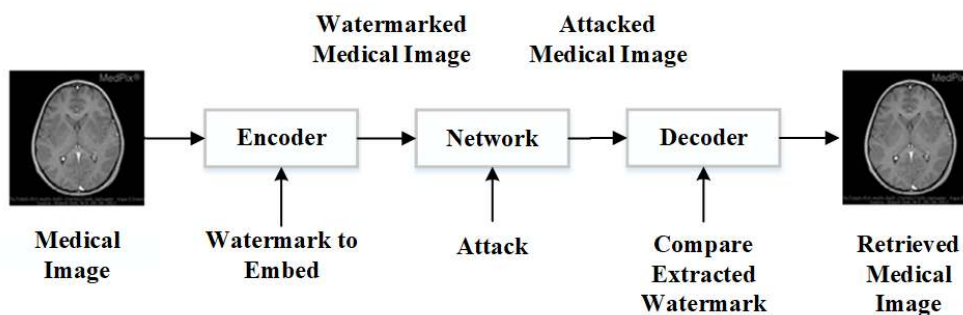 Watermarked
Medical Image
Attacked
Medical Image
MedPix®
Encoder
Network
Decoder
MedPix®
Medical
Image
Watermark to
Embed
Attack
Compare
Extracted
Watermark
Retrieved
Medical
Image